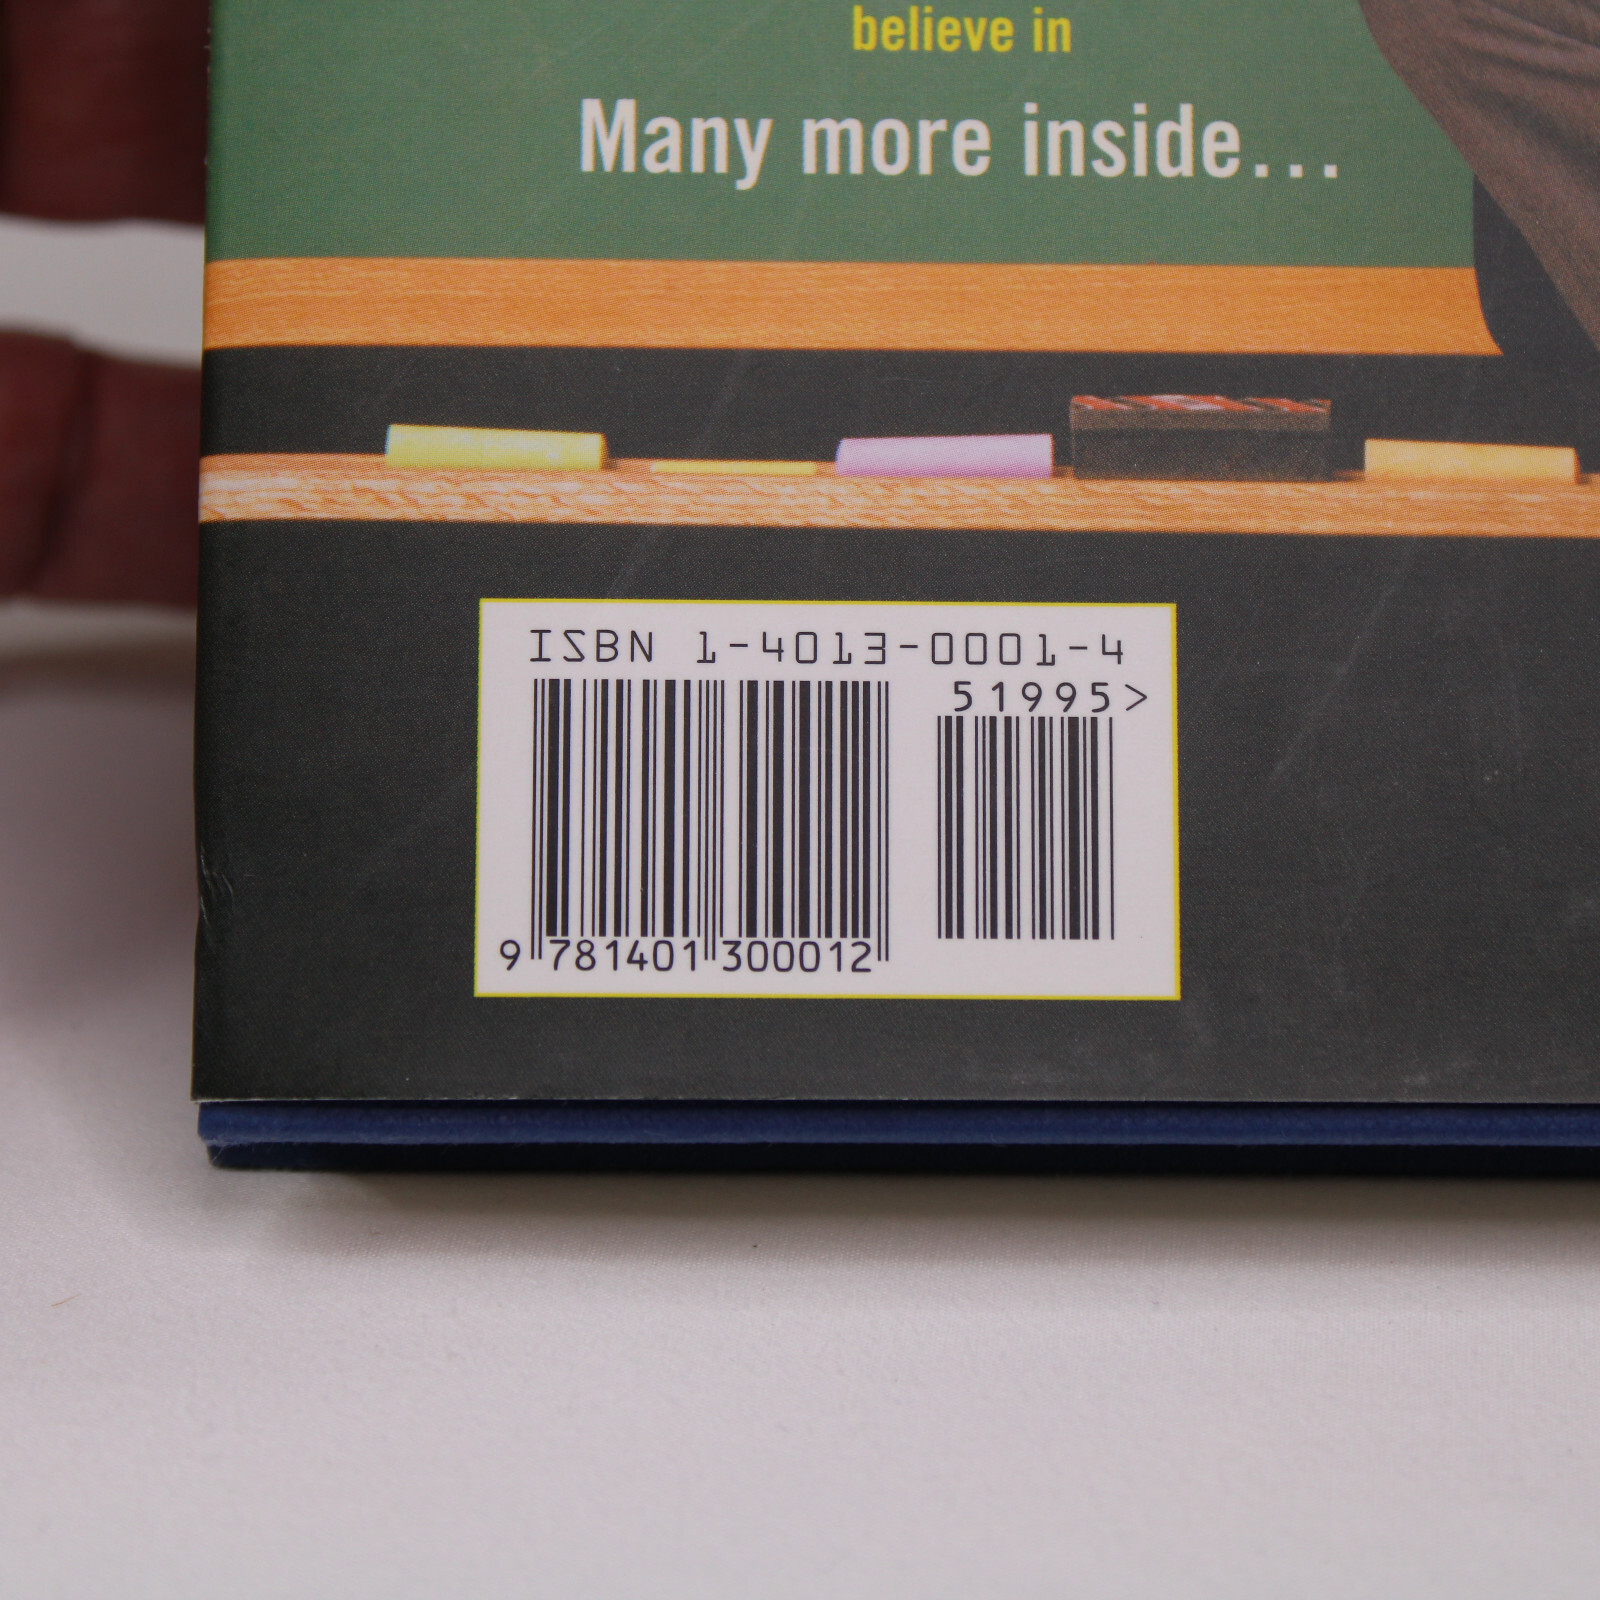 believe in
Many more inside...
ISBN 1-4013-0001-4
51995>
9 781401 300012